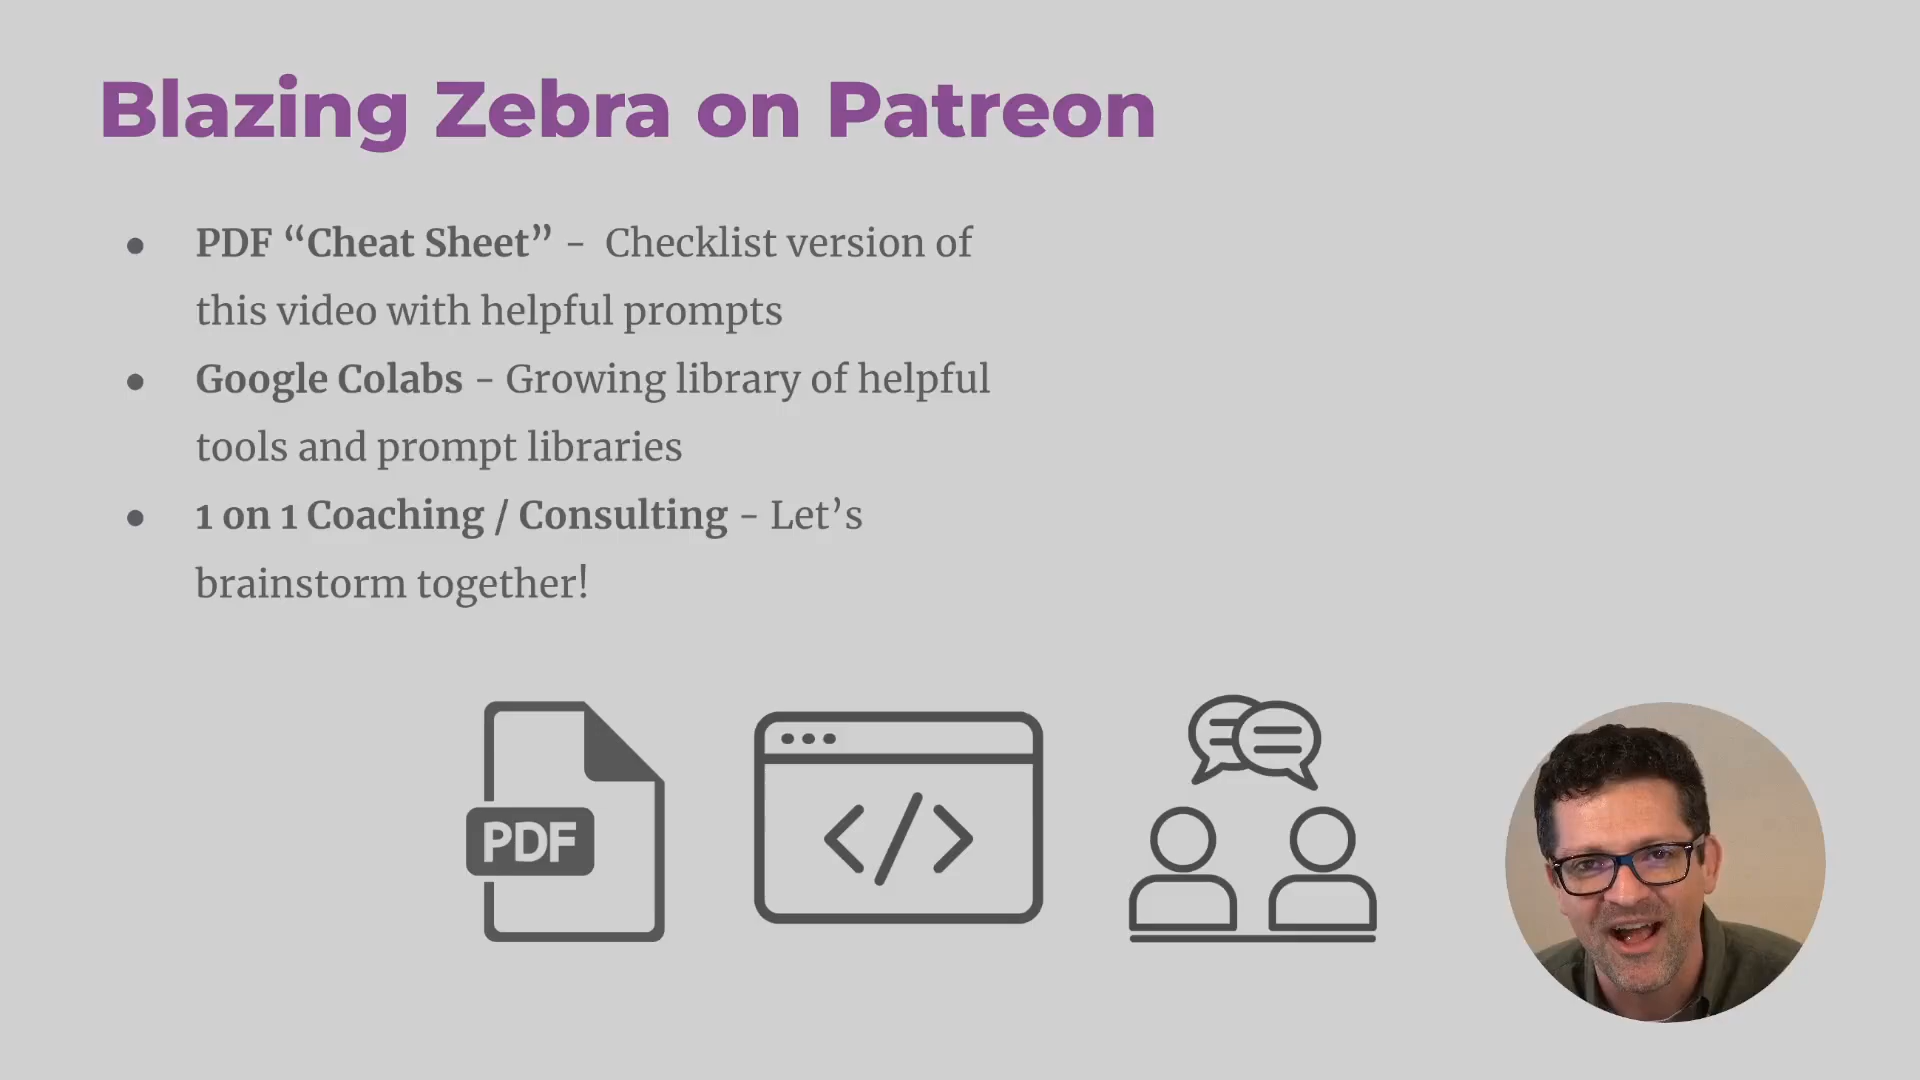 Blazing Zebra on Patreon
● PDF “Cheat Sheet” - Checklist version of
this video with helpful prompts
● Google Colabs - Growing library of helpful
tools and prompt libraries
● 1 on 1 Coaching / Consulting - Let’s
brainstorm together!
PDF